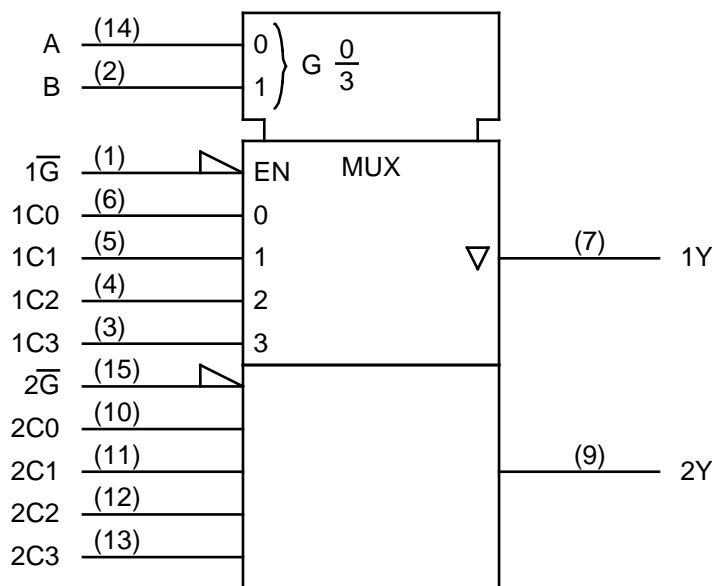 A (14) 0 G 0/3
B (2) 1
1G̅ (1) EN MUX
1C0 (6) 0
1C1 (5) 1 ▽ (7) 1Y
1C2 (4) 2
1C3 (3) 3
2G̅ (15)
2C0 (10)
2C1 (11) (9) 2Y
2C2 (12)
2C3 (13)